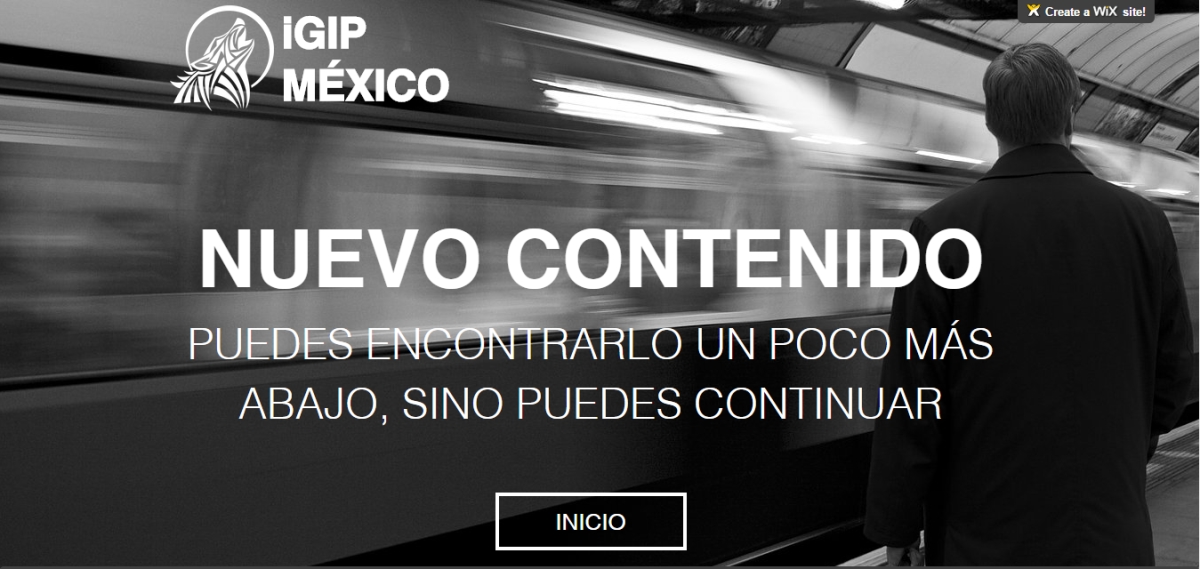 iGIP
MÉXICO
Create a WiX site!
NUEVO CONTENIDO
PUEDES ENCONTRARLO UN POCO MÁS
ABAJO, SINO PUEDES CONTINUAR
INICIO